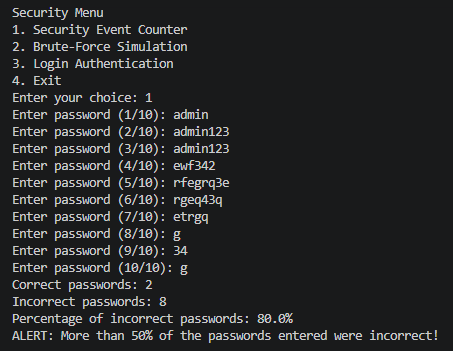 Security Menu
1. Security Event Counter
2. Brute-Force Simulation
3. Login Authentication
4. Exit
Enter your choice: 1
Enter password (1/10): admin
Enter password (2/10): admin123
Enter password (3/10): admin123
Enter password (4/10): ewf342
Enter password (5/10): rfegrq3e
Enter password (6/10): rgeq43q
Enter password (7/10): etrgq
Enter password (8/10): g
Enter password (9/10): 34
Enter password (10/10): g
Correct passwords: 2
Incorrect passwords: 8
Percentage of incorrect passwords: 80.0%
ALERT: More than 50% of the passwords entered were incorrect!